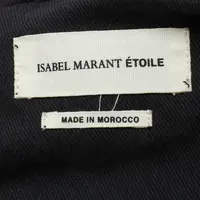 ISABEL MARANT ÉTOILE
MADE IN MOROCCO